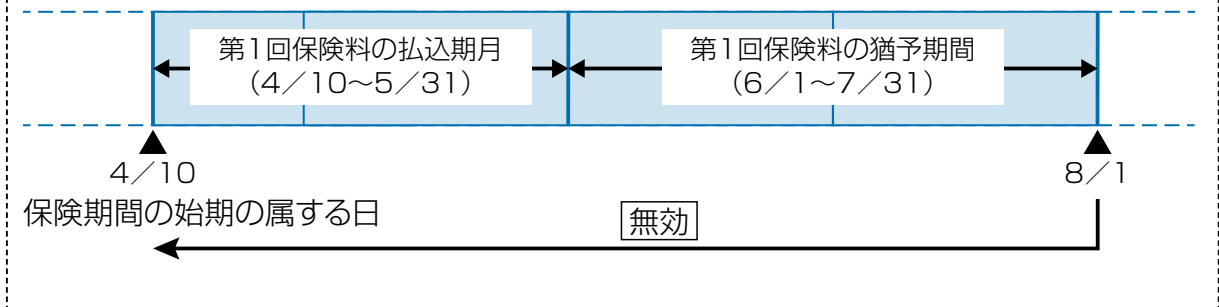 第1回保険料の払込期月
(4／10～5／31)
第1回保険料の猶予期間
(6／1～7／31)
4／10
8／1
保険期間の始期の属する日
無効